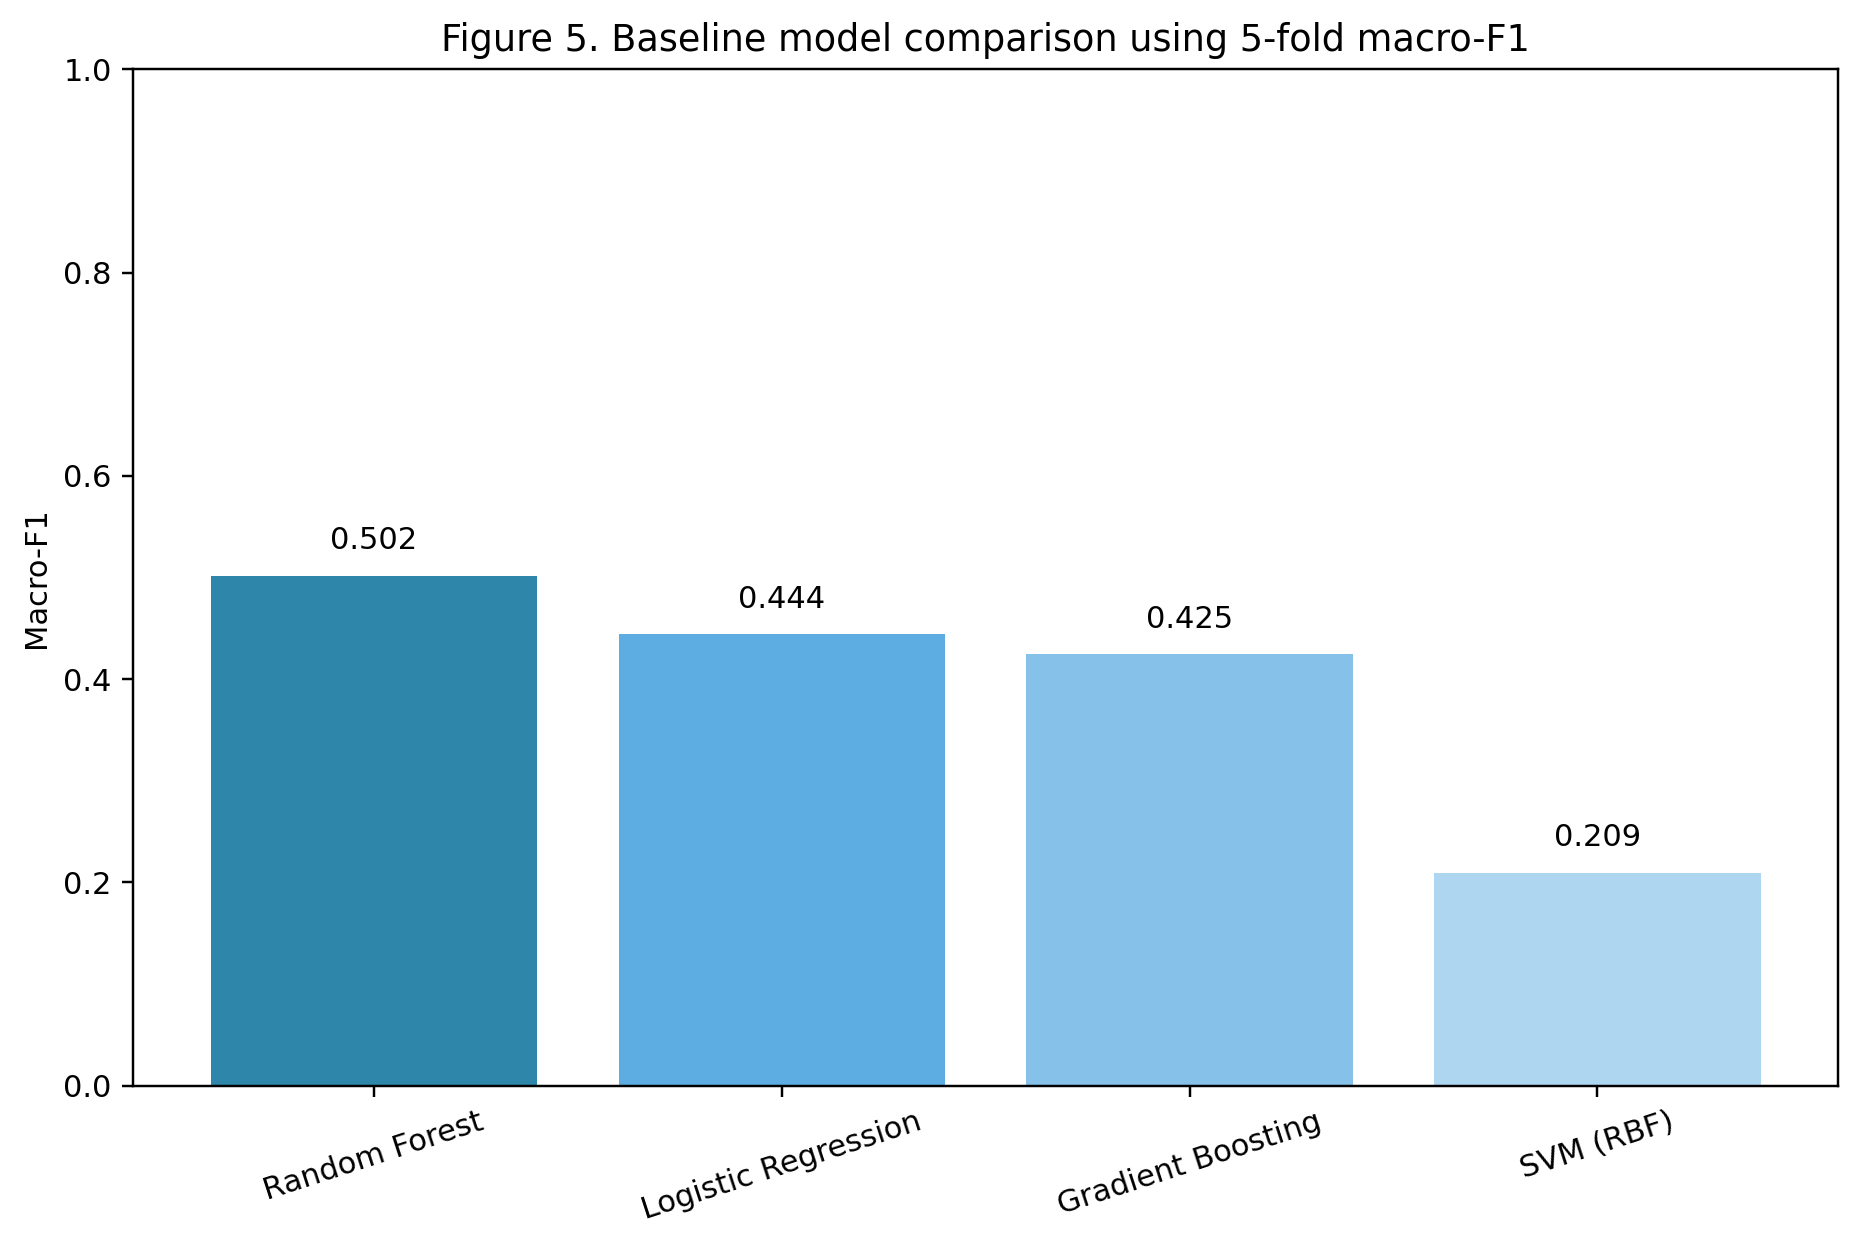 Figure 5. Baseline model comparison using 5-fold macro-F1
1.0
0.8
0.6
0.4
0.2
0.0
Macro-F1
0.502
0.444
0.425
0.209
Random Forest
Logistic Regression
Gradient Boosting
SVM (RBF)